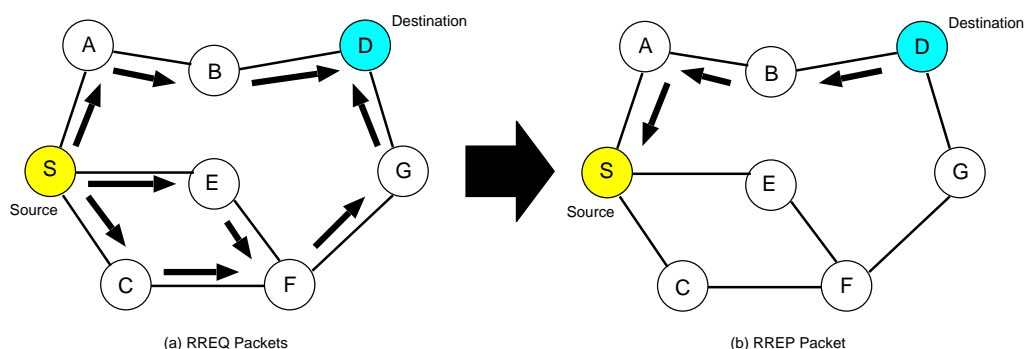 Destination
A
D
B
S
E
G
Source
C
F
(a) RREQ Packets
Destination
A
D
B
S
E
G
Source
C
F
(b) RREP Packet